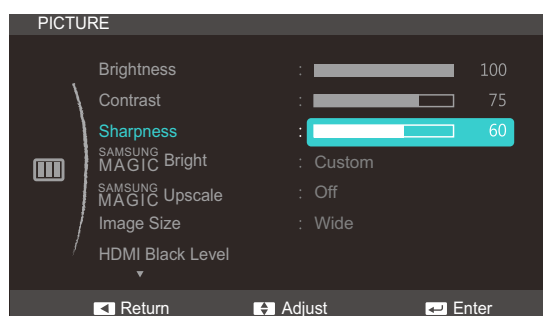 PICTURE
Brightness : 100
Contrast : 75
Sharpness : 60
SAMSUNG MAGIC Bright : Custom
SAMSUNG MAGIC Upscale : Off
Image Size : Wide
HDMI Black Level
Return Adjust Enter